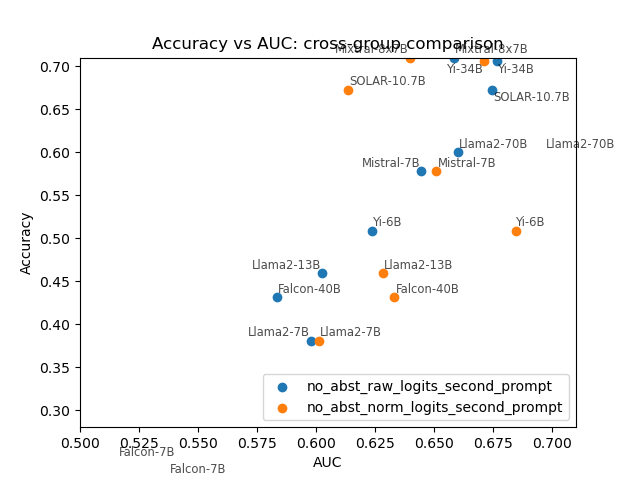 Accuracy vs AUC: cross-group comparison
Mixtral-8x7B
Mixtral-8x7B
Yi-34B
Yi-34B
SOLAR-10.7B
SOLAR-10.7B
Llama2-70B
Llama2-70B
Mistral-7B
Mistral-7B
Yi-6B
Yi-6B
Llama2-13B
Llama2-13B
Falcon-40B
Falcon-40B
Llama2-7B
Llama2-7B
no_abst_raw_logits_second_prompt
no_abst_norm_logits_second_prompt
Accuracy
0.70
0.65
0.60
0.55
0.50
0.45
0.40
0.35
0.30
0.500
0.525
0.550
0.575
0.600
0.625
0.650
0.675
0.700
Falcon-7B
Falcon-7B
AUC